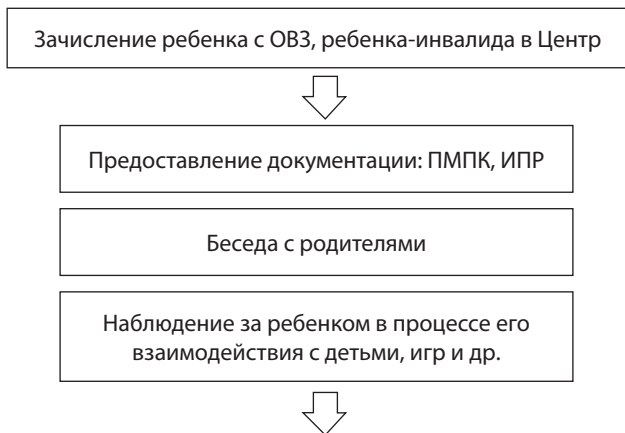 Зачисление ребенка с ОВЗ, ребенка-инвалида в Центр
Предоставление документации: ПМПК, ИПР
Беседа с родителями
Наблюдение за ребенком в процессе его
взаимодействия с детьми, игр и др.